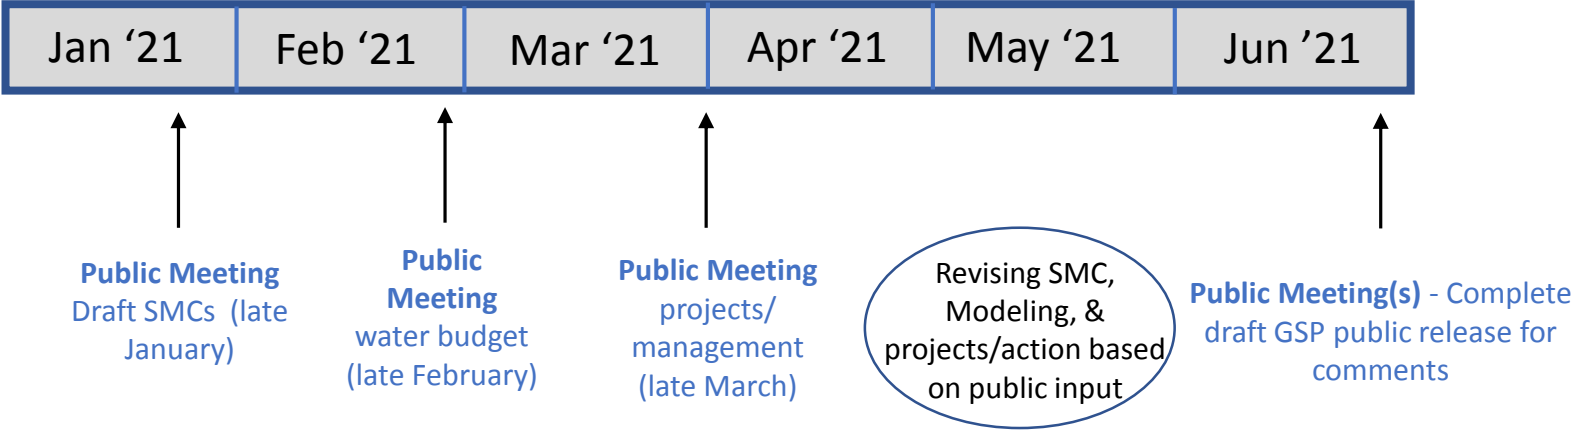 Jan ‘21
Feb ‘21
Mar ‘21
Apr ‘21
May ‘21
Jun ’21
Public Meeting
Draft SMCs (late
January)
Public
Meeting
water budget
(late February)
Public Meeting
projects/
management
(late March)
Revising SMC,
Modeling, &
projects/action based
on public input
Public Meeting(s) - Complete
draft GSP public release for
comments